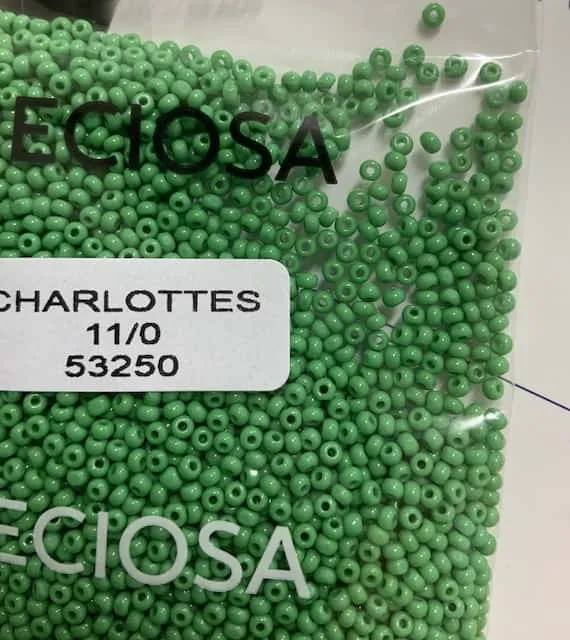 ECIOSA
CHARLOTTES
11/0
53250
ECIOSA